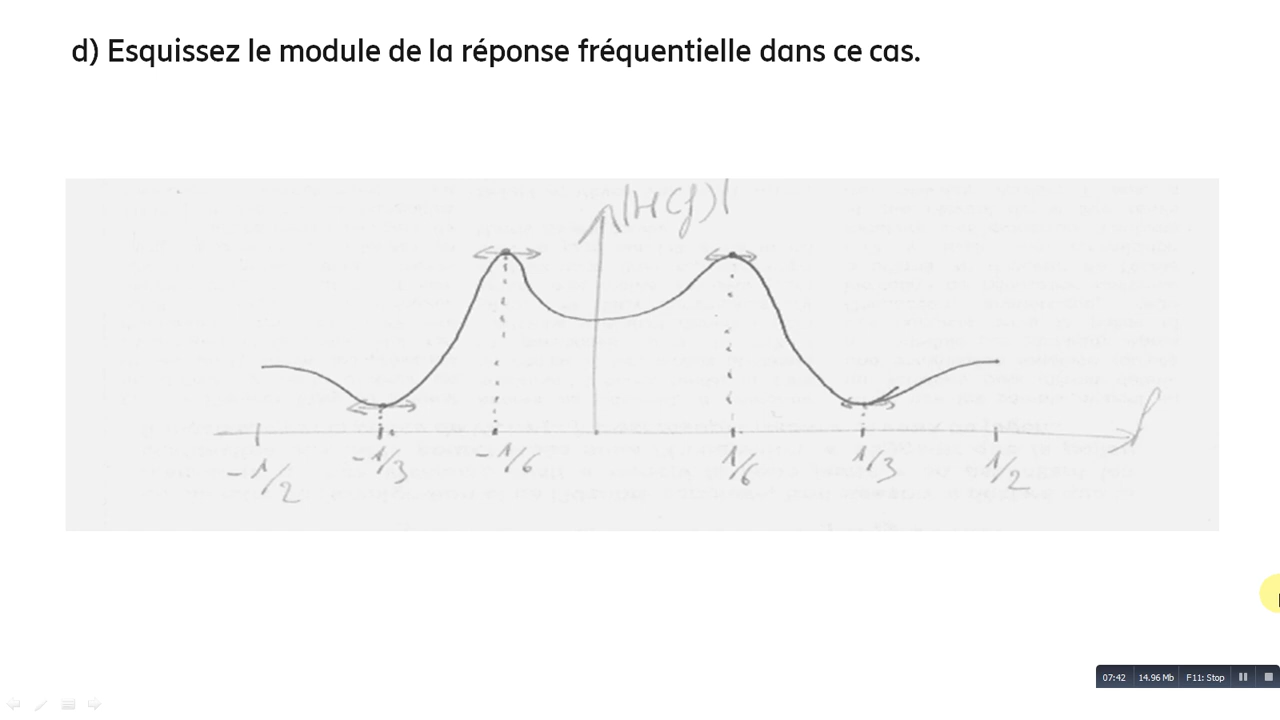 d) Esquissez le module de la réponse fréquentielle dans ce cas.
|H(f)|
f
-1/2 -1/3 -1/6 1/6 1/3 1/2
07:42 14.96 Mb F11: Stop